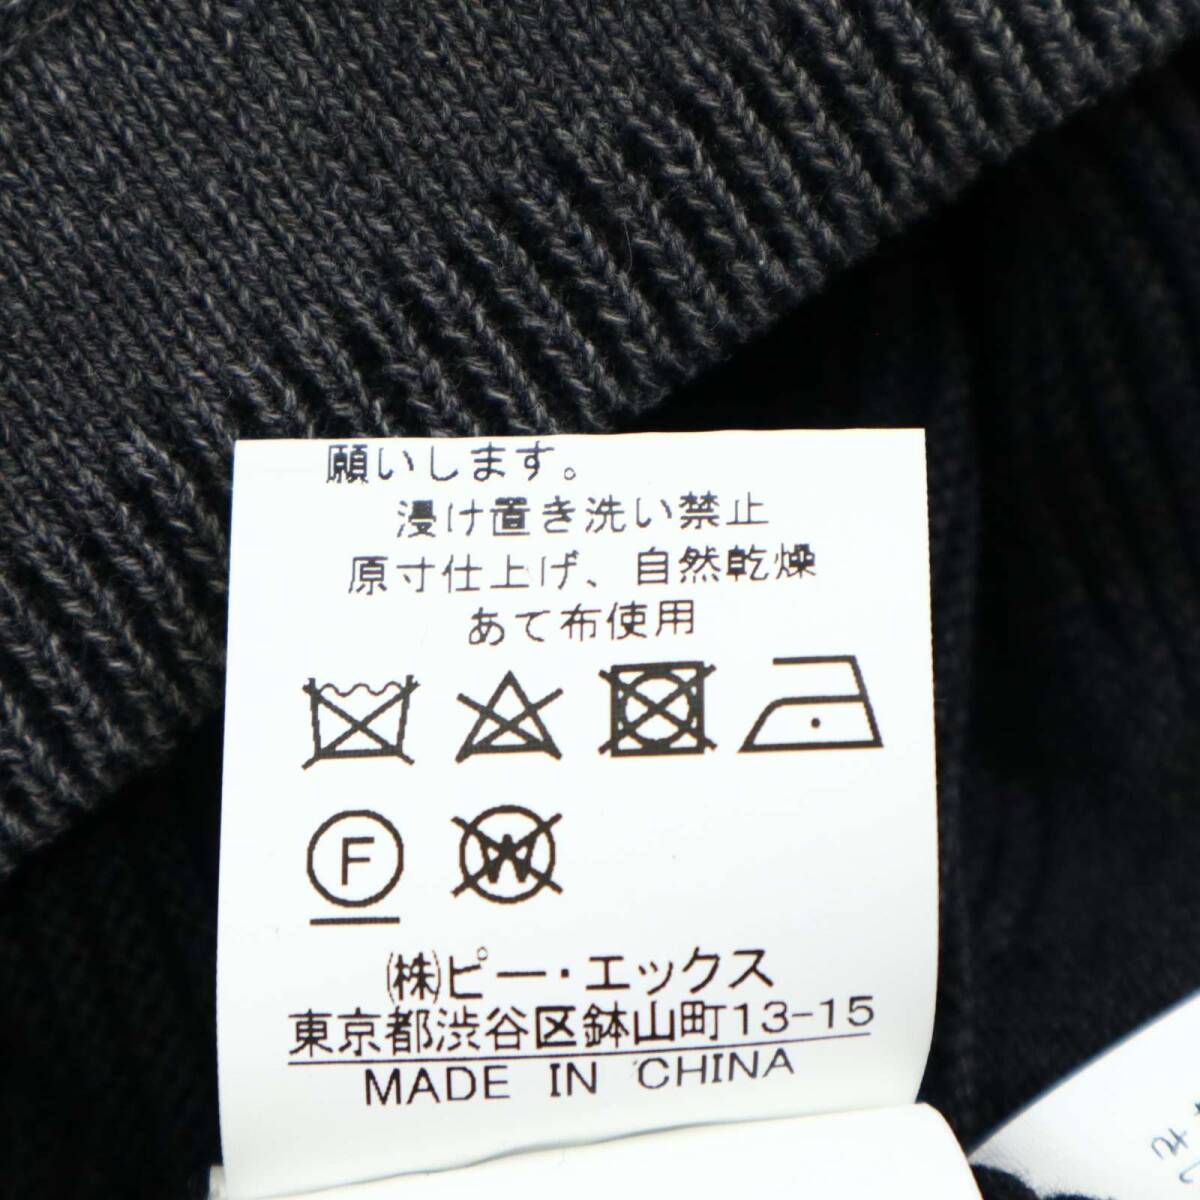 願いします。
浸け置き洗い禁止
原寸仕上げ、自然乾燥
あて布使用
F W
㈱ピー・エックス
東京都渋谷区鉢山町13-15
MADE IN CHINA